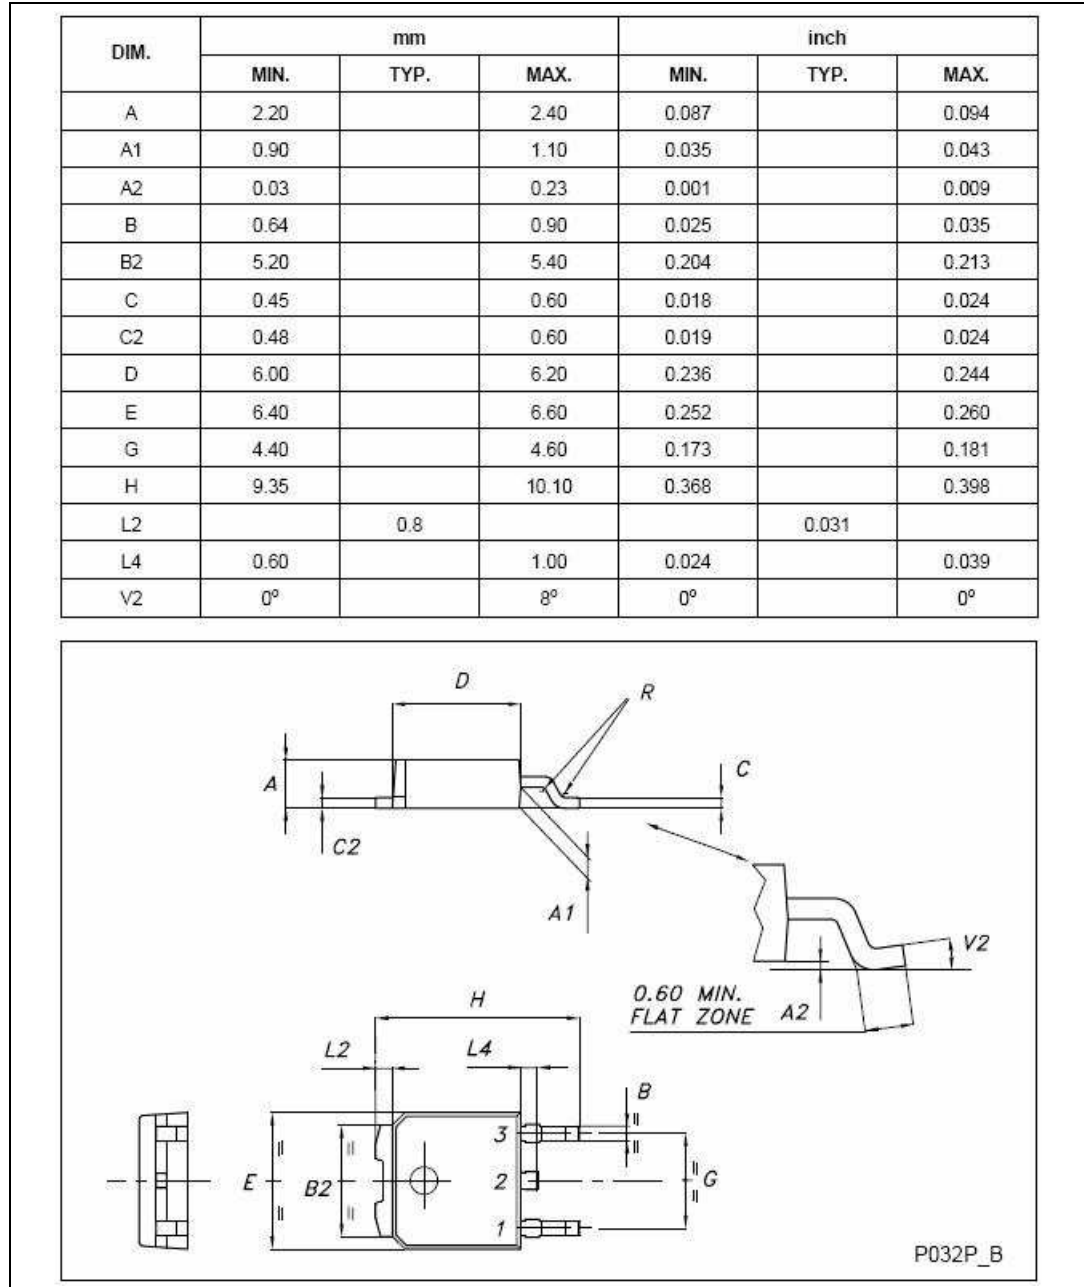 DIM. mm inch
MIN. TYP. MAX. MIN. TYP. MAX.
A 2.20 2.40 0.087 0.094
A1 0.90 1.10 0.035 0.043
A2 0.03 0.23 0.001 0.009
B 0.64 0.90 0.025 0.035
B2 5.20 5.40 0.204 0.213
C 0.45 0.60 0.018 0.024
C2 0.48 0.60 0.019 0.024
D 6.00 6.20 0.236 0.244
E 6.40 6.60 0.252 0.260
G 4.40 4.60 0.173 0.181
H 9.35 10.10 0.368 0.398
L2 0.8 0.031
L4 0.60 1.00 0.024 0.039
V2 0º 8º 0º 0º
D
R
A
C
C2
A1
V2
0.60 MIN.
FLAT ZONE
A2
H
L2
L4
B
3
E
B2
2
G
1
P032P_B